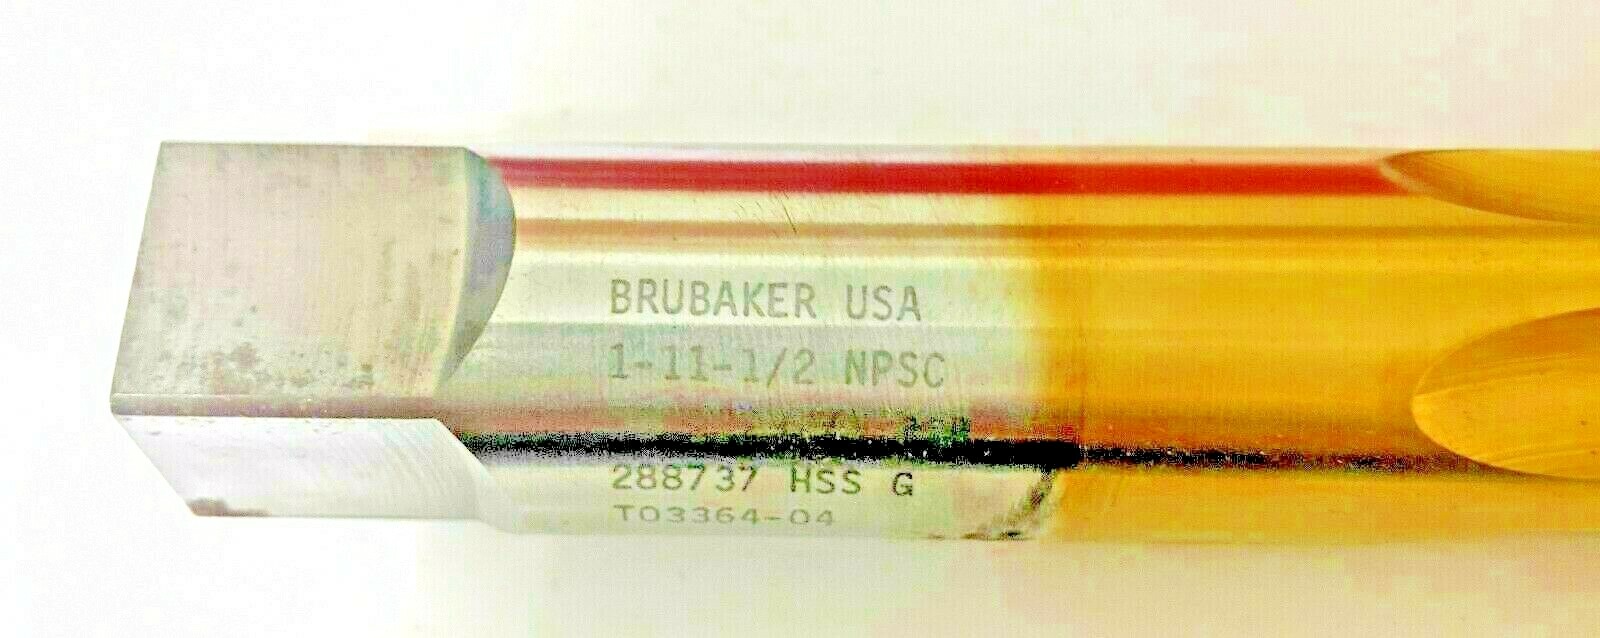 BRUBAKER USA
1-11-1/2 NPSC
288737 HSS G
T03364-04